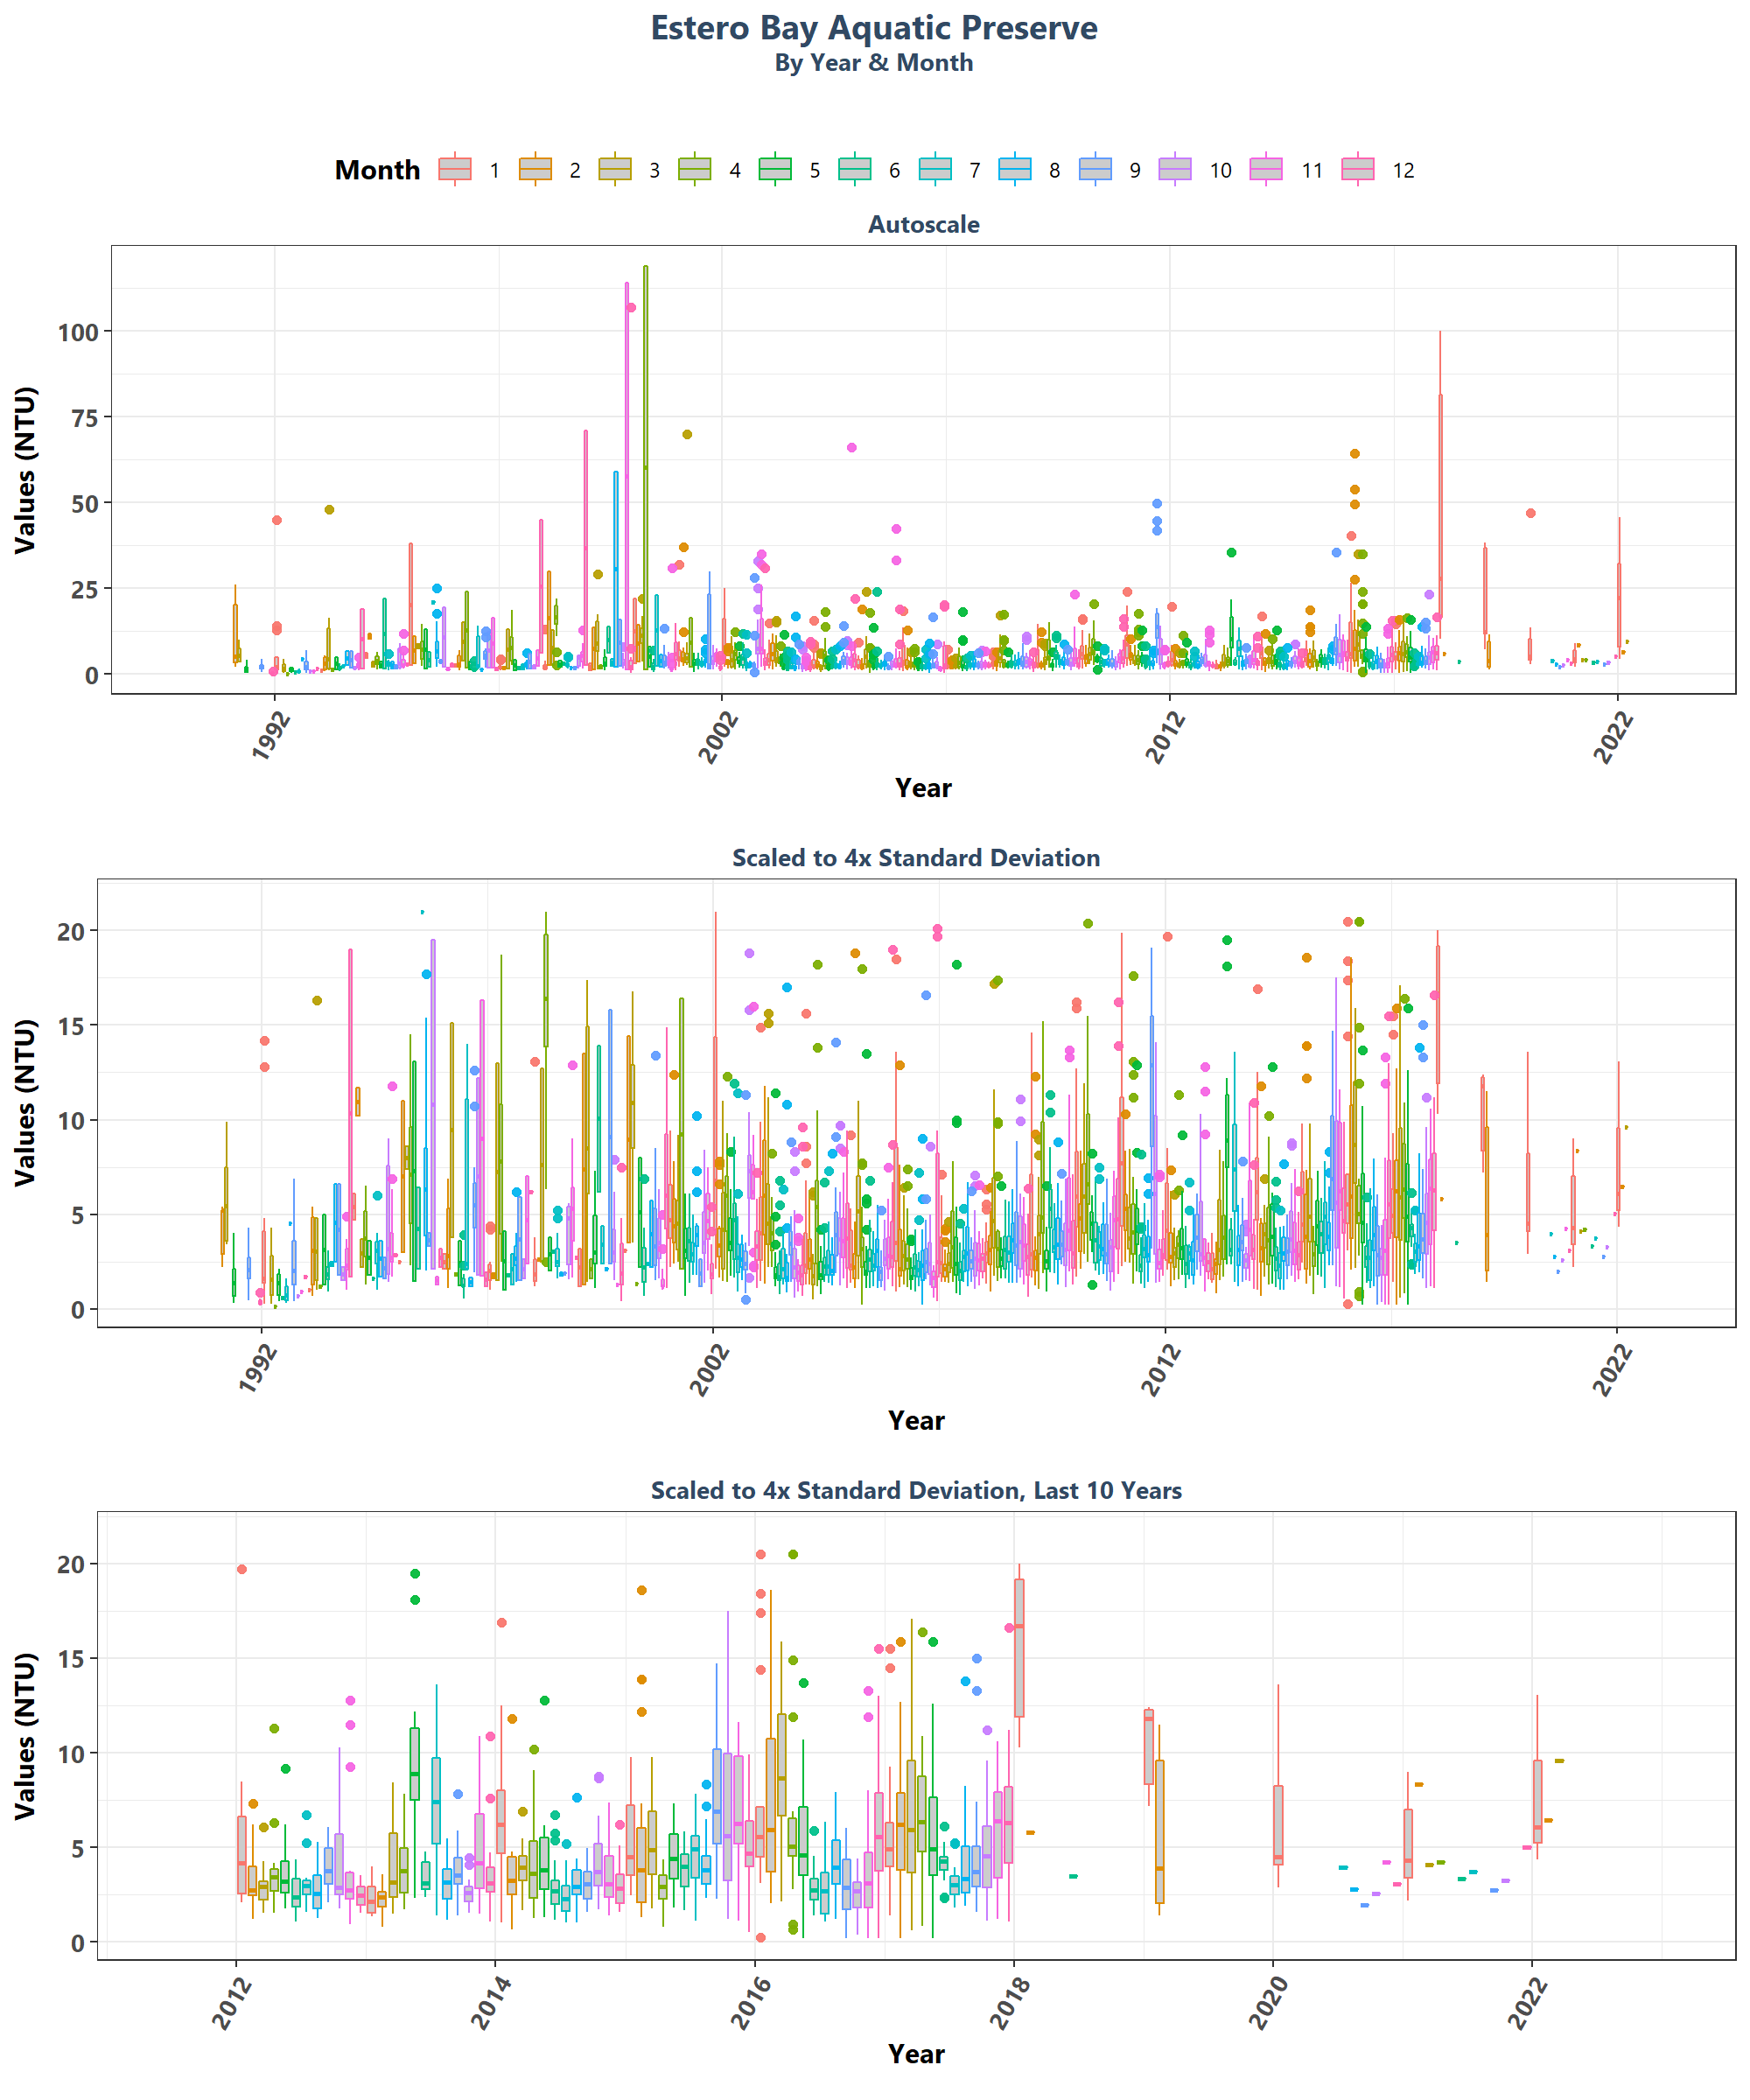 Estero Bay Aquatic Preserve
By Year & Month
Month 1 2 3 4 5 6 7 8 9 10 11 12
Autoscale
Values (NTU)
100
75
50
25
0
1992 2002 2012 2022
Year
Scaled to 4x Standard Deviation
Values (NTU)
20
15
10
5
0
1992 2002 2012 2022
Year
Scaled to 4x Standard Deviation, Last 10 Years
Values (NTU)
20
15
10
5
0
2012 2014 2016 2018 2020 2022
Year